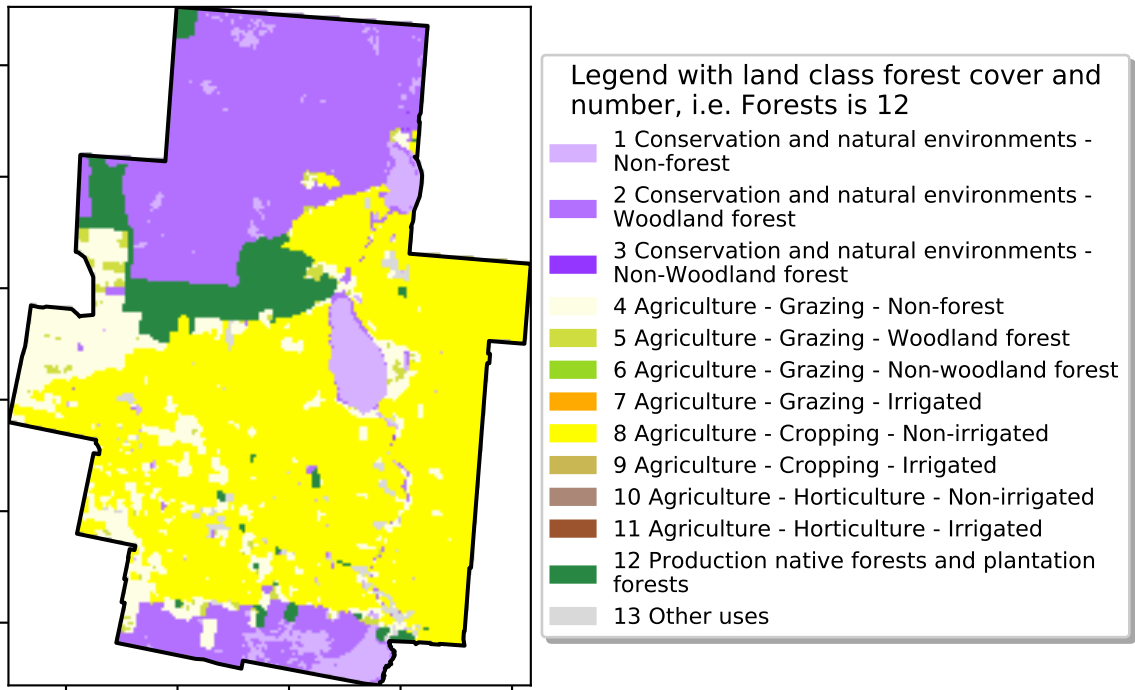 Legend with land class forest cover and
number, i.e. Forests is 12
1 Conservation and natural environments -
Non-forest
2 Conservation and natural environments -
Woodland forest
3 Conservation and natural environments -
Non-Woodland forest
4 Agriculture - Grazing - Non-forest
5 Agriculture - Grazing - Woodland forest
6 Agriculture - Grazing - Non-woodland forest
7 Agriculture - Grazing - Irrigated
8 Agriculture - Cropping - Non-irrigated
9 Agriculture - Cropping - Irrigated
10 Agriculture - Horticulture - Non-irrigated
11 Agriculture - Horticulture - Irrigated
12 Production native forests and plantation
forests
13 Other uses